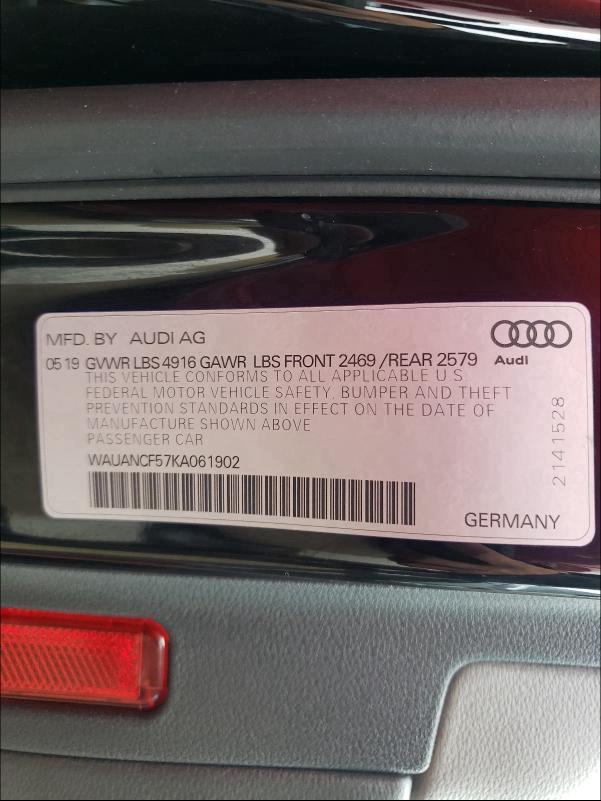 MFD. BY AUDI AG
05 19 GVWR LBS 4916 GAWR LBS FRONT 2469 /REAR 2579
Audi
THIS VEHICLE CONFORMS TO ALL APPLICABLE U S
FEDERAL MOTOR VEHICLE SAFETY, BUMPER AND THEFT
PREVENTION STANDARDS IN EFFECT ON THE DATE OF
MANUFACTURE SHOWN ABOVE
PASSENGER CAR
WAUANCF57KA061902
2141528
GERMANY